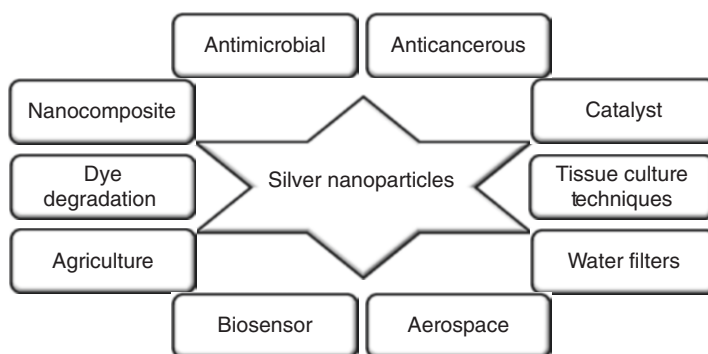 Antimicrobial
Anticancerous
Nanocomposite
Catalyst
Dye
degradation
Silver nanoparticles
Tissue culture
techniques
Agriculture
Water filters
Biosensor
Aerospace